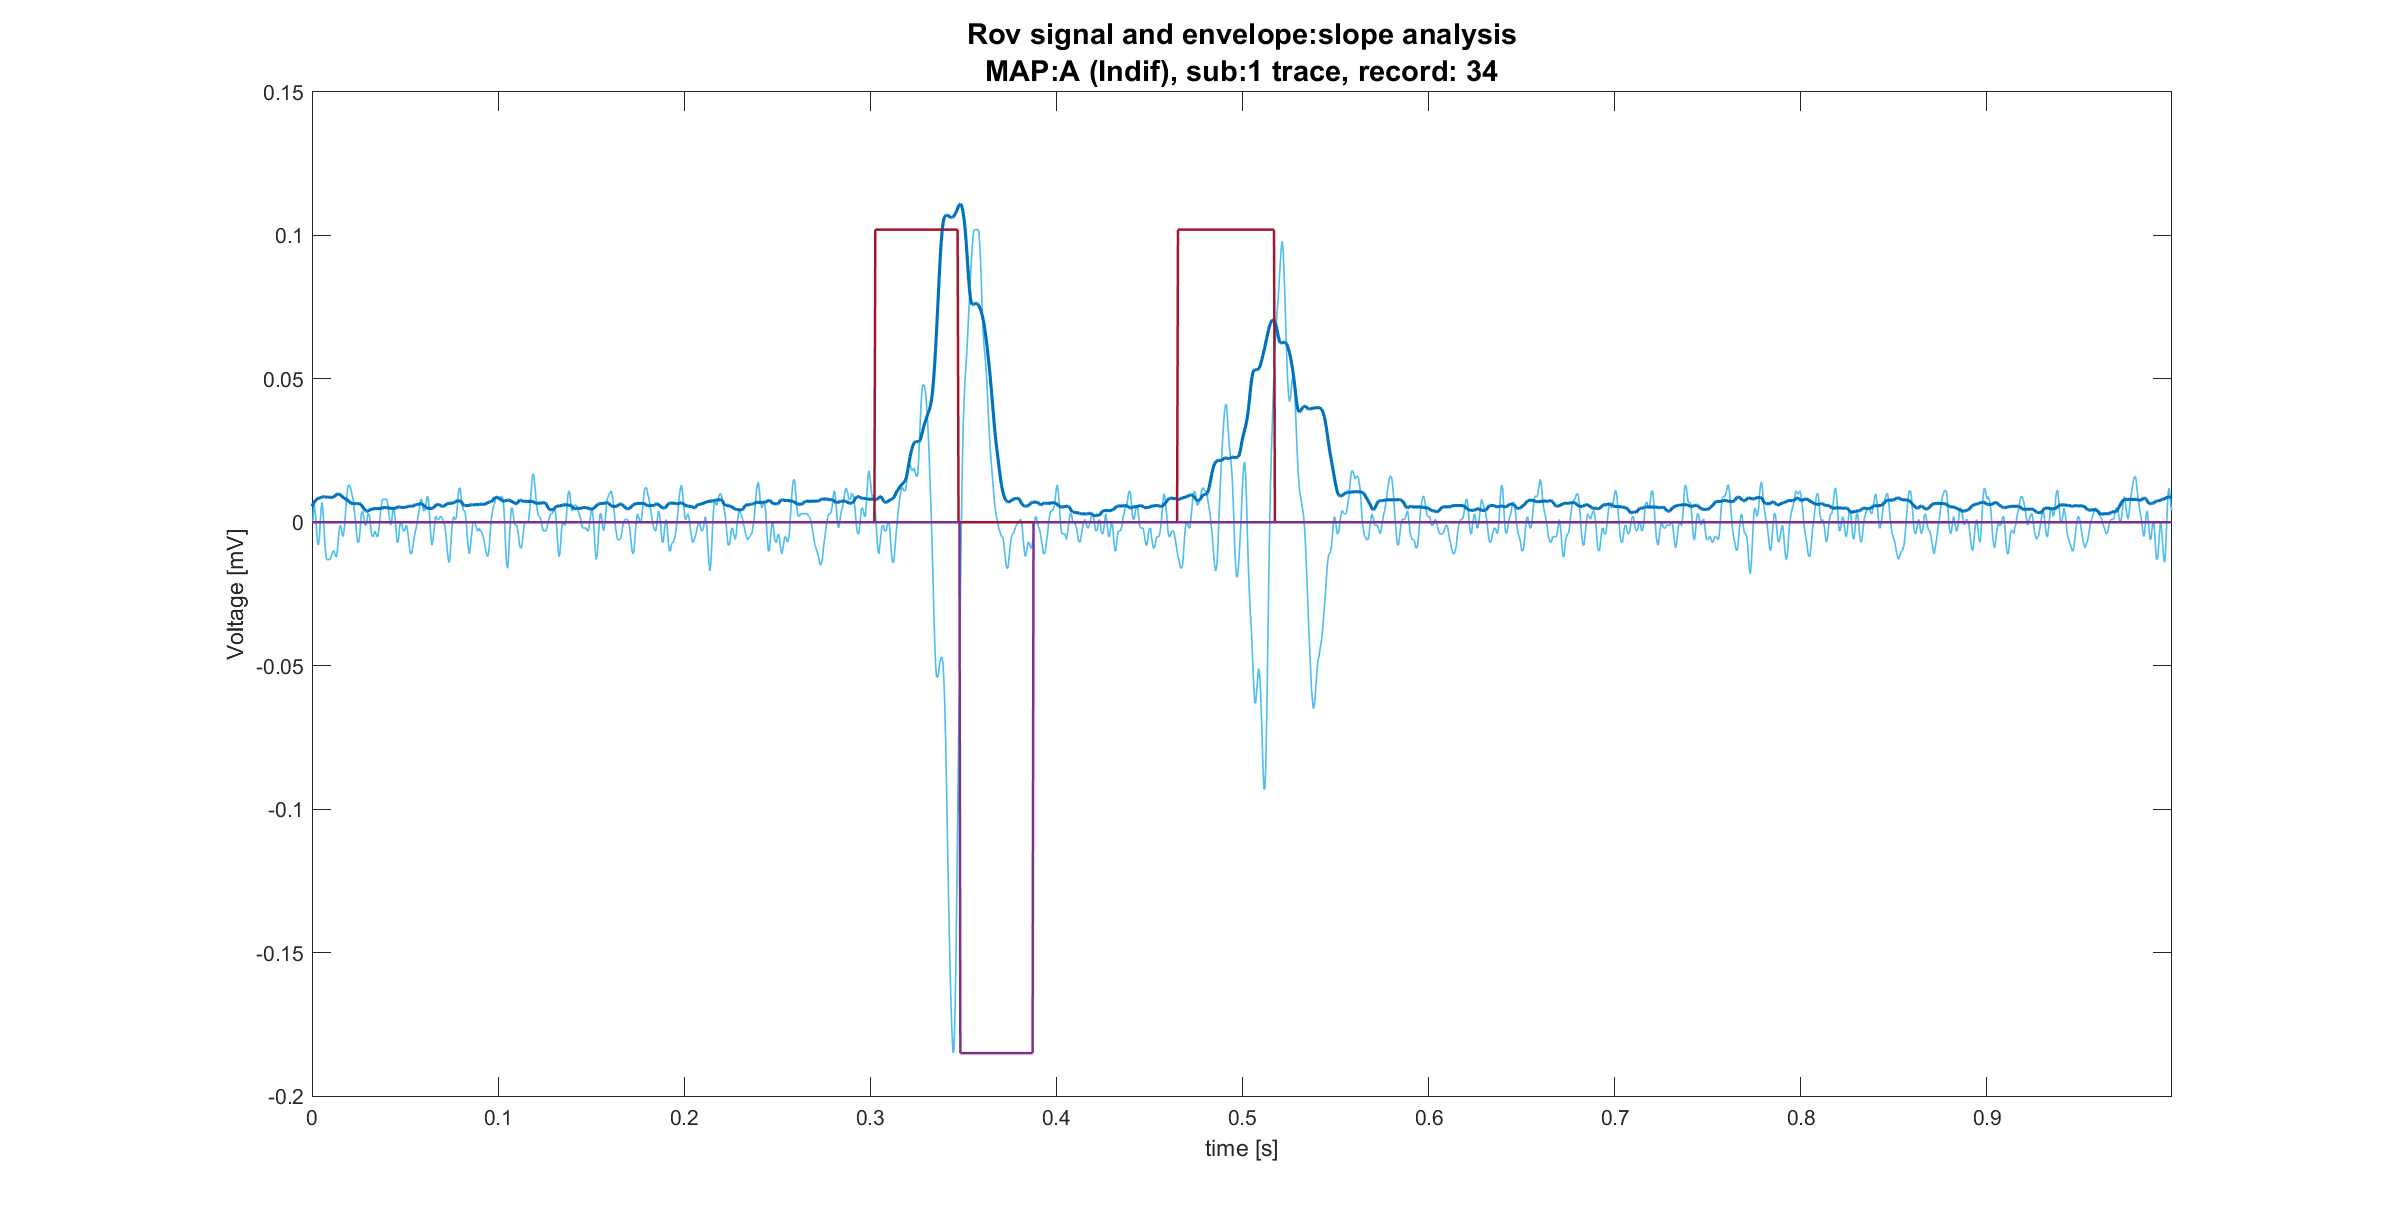 Rov signal and envelope:slope analysis
MAP:A (Indif), sub:1 trace, record: 34
0.15
0.1
0.05
0
-0.05
-0.1
-0.15
-0.2
Voltage [mV]
0 0.1 0.2 0.3 0.4 0.5 0.6 0.7 0.8 0.9
time [s]